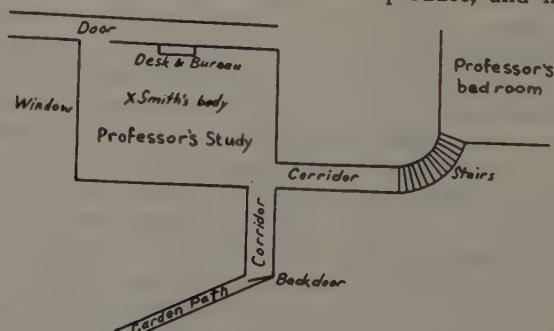 Door
Desk & Bureau
Professor's
bed room
Window
X Smith's body
Professor's Study
Corridor
Stairs
Corridor
Backdoor
Garden Path